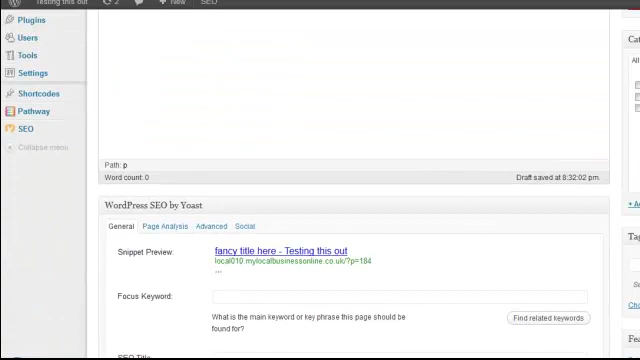 Testing this out 2 New SEO
Plugins
Users
Tools
Settings
Shortcodes
Pathway
SEO
Collapse menu
Path: p
Word count: 0 Draft saved at 8:32:02 pm.
WordPress SEO by Yoast
General Page Analysis Advanced Social
Snippet Preview: fancy title here - Testing this out
local010.mylocalbusinessonline.co.uk/?p=184
...
Focus Keyword:
What is the main keyword or key phrase this page should be
found for?
Find related keywords
SEO Title
Cat
All
Tag